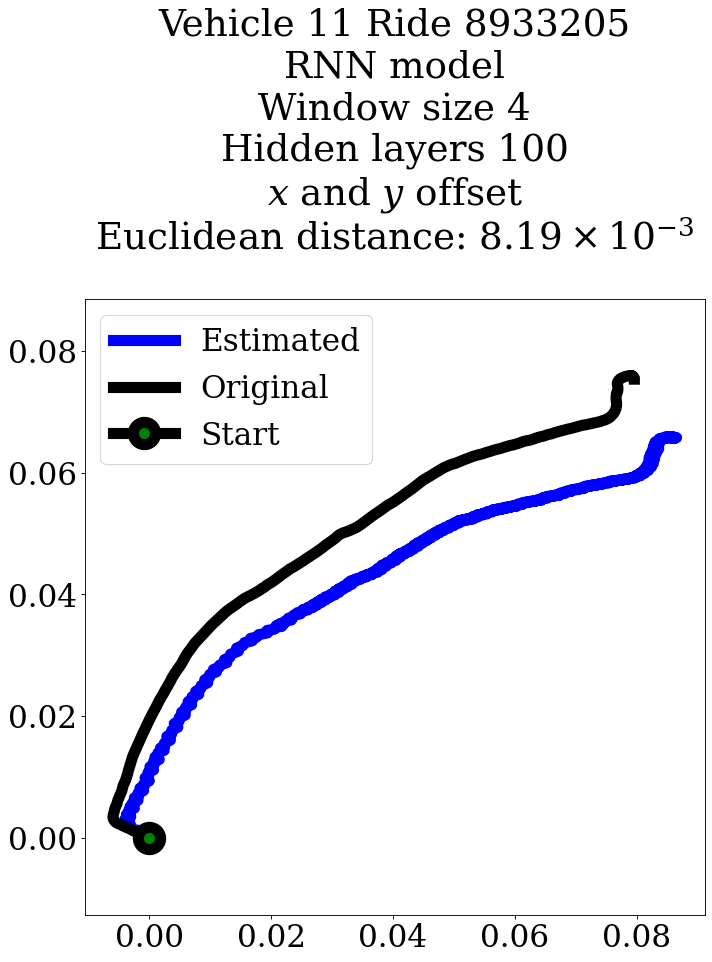 Vehicle 11 Ride 8933205
RNN model
Window size 4
Hidden layers 100
x and y offset
Euclidean distance: 8.19 × 10⁻³
Estimated
Original
Start
0.08
0.06
0.04
0.02
0.00
0.00 0.02 0.04 0.06 0.08